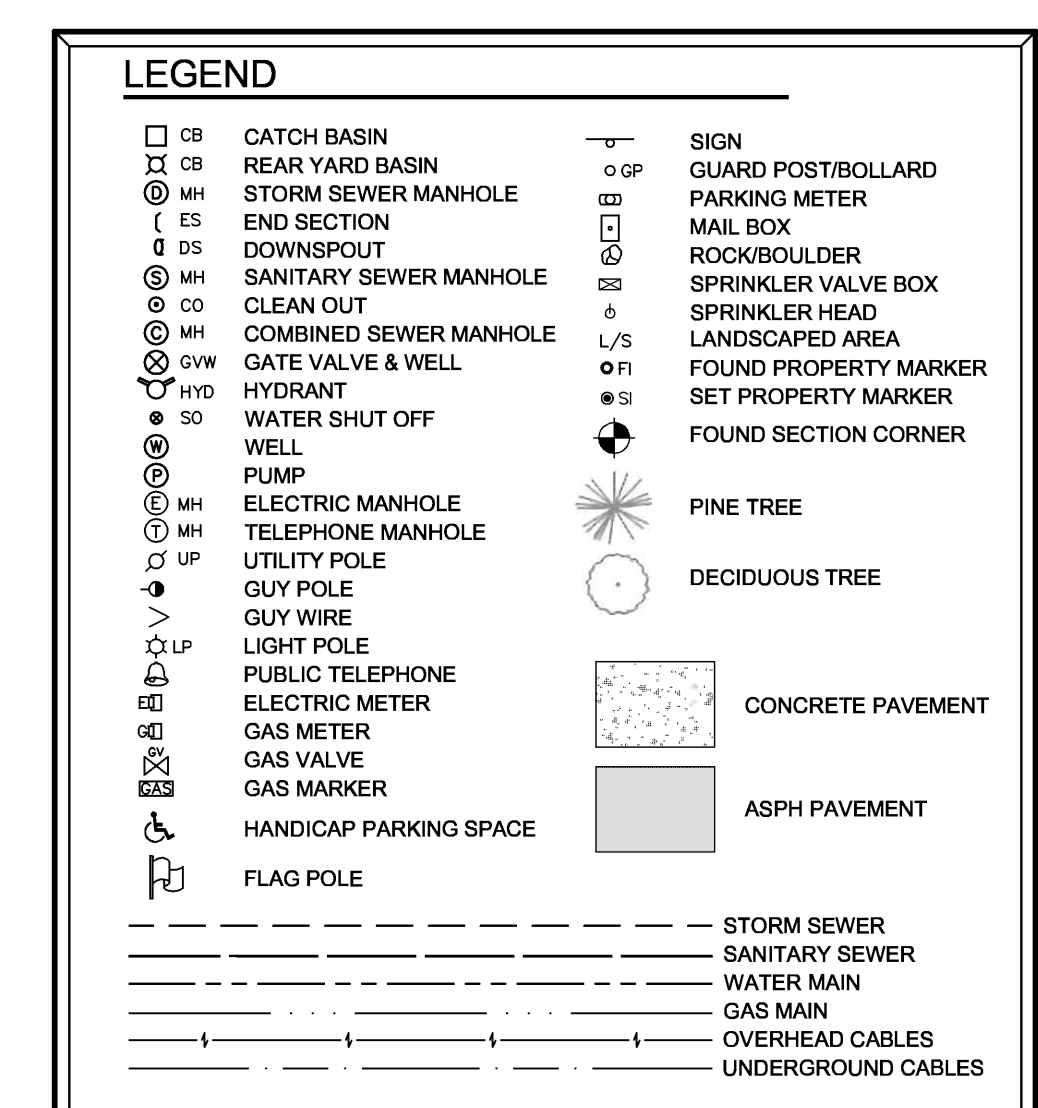 LEGEND
CB CATCH BASIN
CB REAR YARD BASIN
D MH STORM SEWER MANHOLE
ES END SECTION
DS DOWNSPOUT
S MH SANITARY SEWER MANHOLE
CO CLEAN OUT
C MH COMBINED SEWER MANHOLE
GVW GATE VALVE & WELL
HYD HYDRANT
SO WATER SHUT OFF
W WELL
P PUMP
E MH ELECTRIC MANHOLE
T MH TELEPHONE MANHOLE
UP UTILITY POLE
GUY POLE
GUY WIRE
LP LIGHT POLE
PUBLIC TELEPHONE
E ELECTRIC METER
G GAS METER
GV GAS VALVE
GAS GAS MARKER
HANDICAP PARKING SPACE
FLAG POLE
SIGN
GP GUARD POST/BOLLARD
PARKING METER
MAIL BOX
ROCK/BOULDER
SPRINKLER VALVE BOX
SPRINKLER HEAD
L/S LANDSCAPED AREA
FI FOUND PROPERTY MARKER
SI SET PROPERTY MARKER
FOUND SECTION CORNER
PINE TREE
DECIDUOUS TREE
CONCRETE PAVEMENT
ASPH PAVEMENT
STORM SEWER
SANITARY SEWER
WATER MAIN
GAS MAIN
OVERHEAD CABLES
UNDERGROUND CABLES